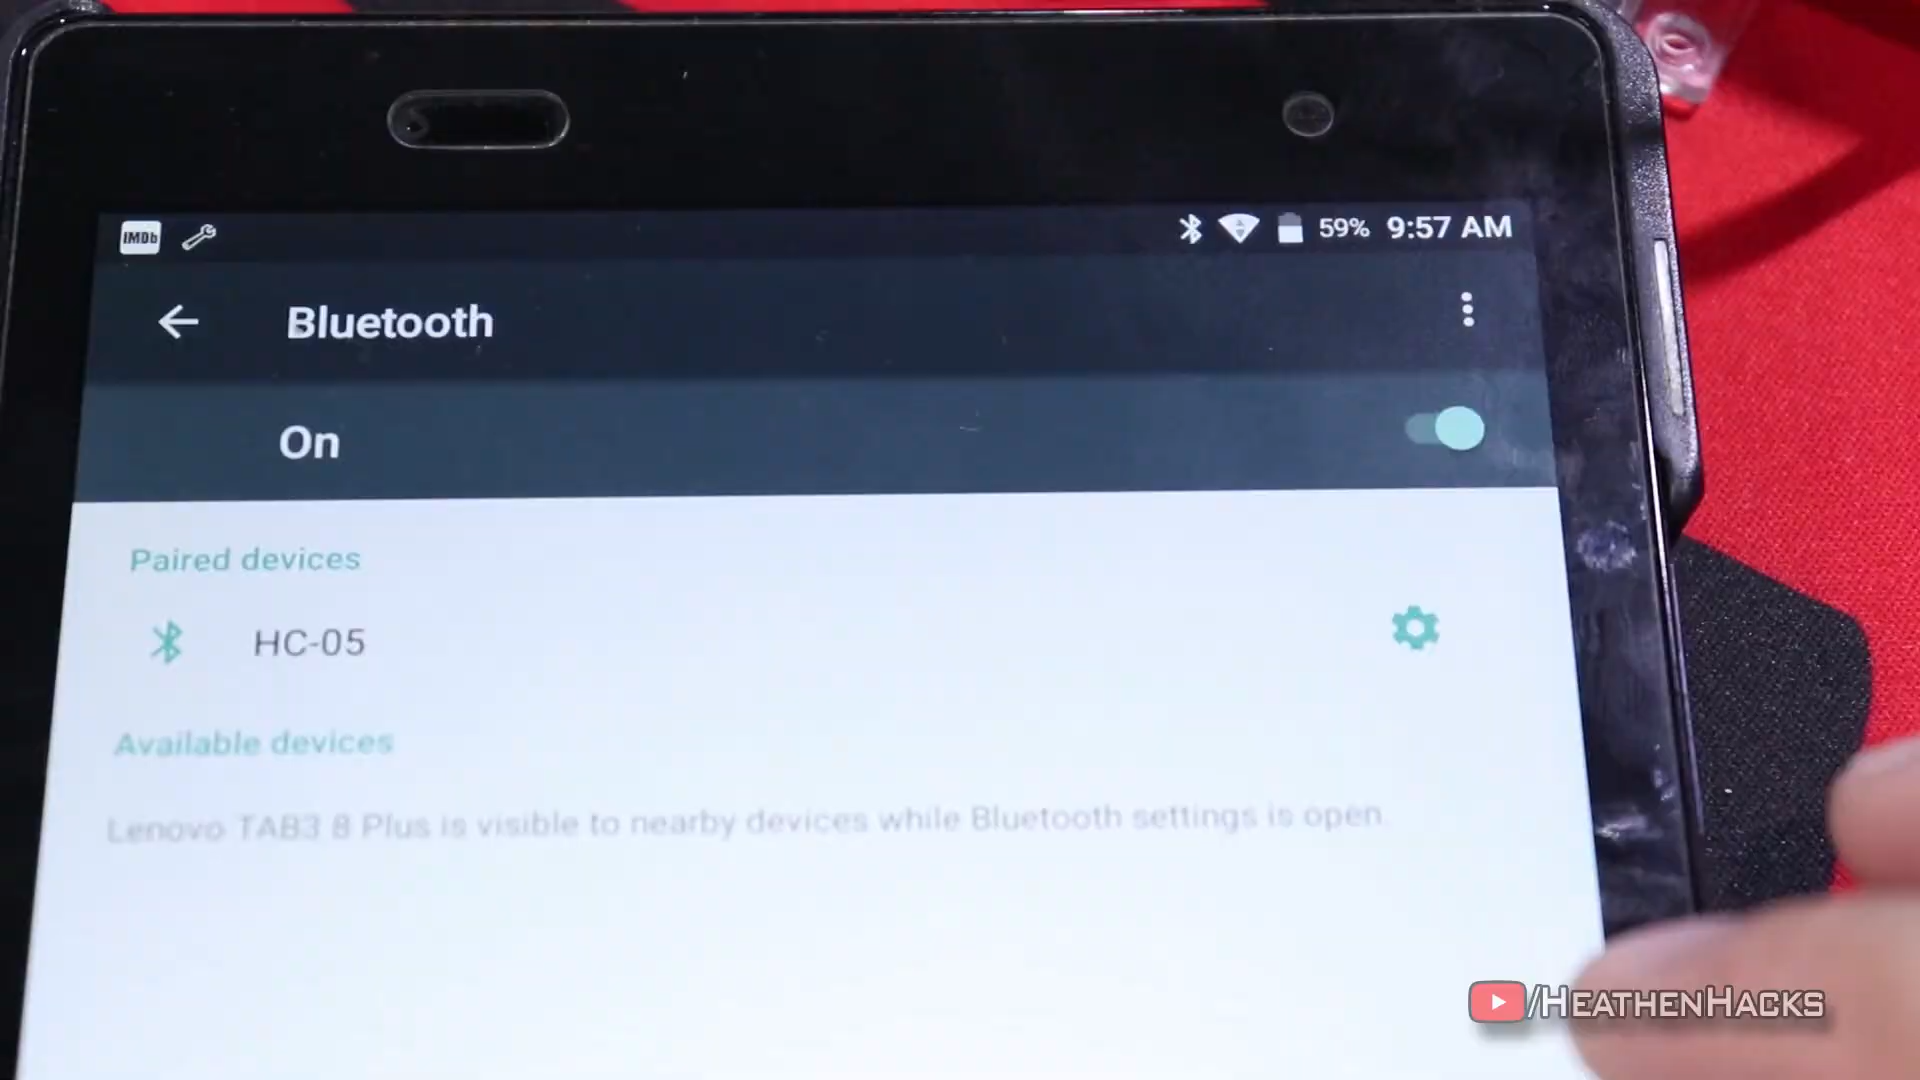 IMDb
59% 9:57 AM
Bluetooth
On
Paired devices
HC-05
Available devices
Lenovo TAB3 8 Plus is visible to nearby devices while Bluetooth settings is open.
/HEATHENHACKS